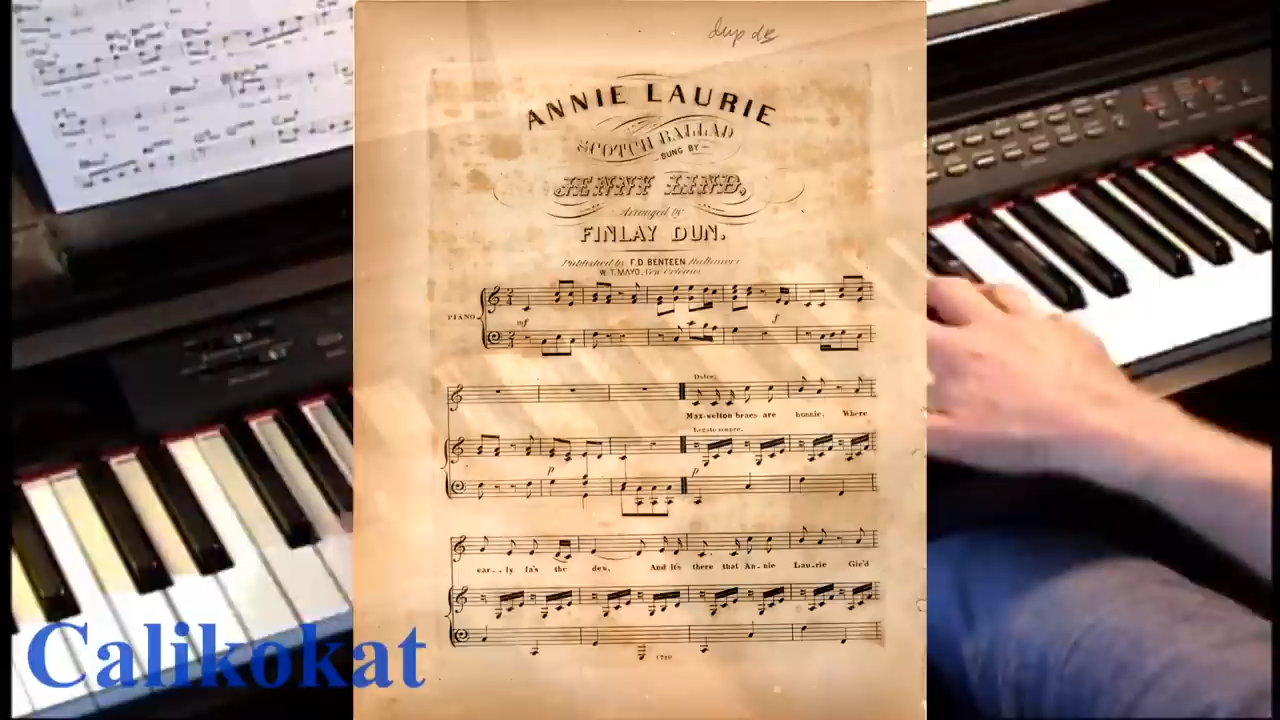 dup
ANNIE LAURIE
SCOTCH BALLAD
SUNG BY
JENNY LIND,
Arranged by
FINLAY DUN.
Published by F.D. BENTEEN Baltimore
W. T. MAYO, New Orleans
PIANO
mf
f
Dolce.
Max-welton braes are bonnie, Where
Legato sempre.
p
p
ear--ly fa's the dew, And it's there that An-nie Lau-rie Gie'd
1710
Calikokat